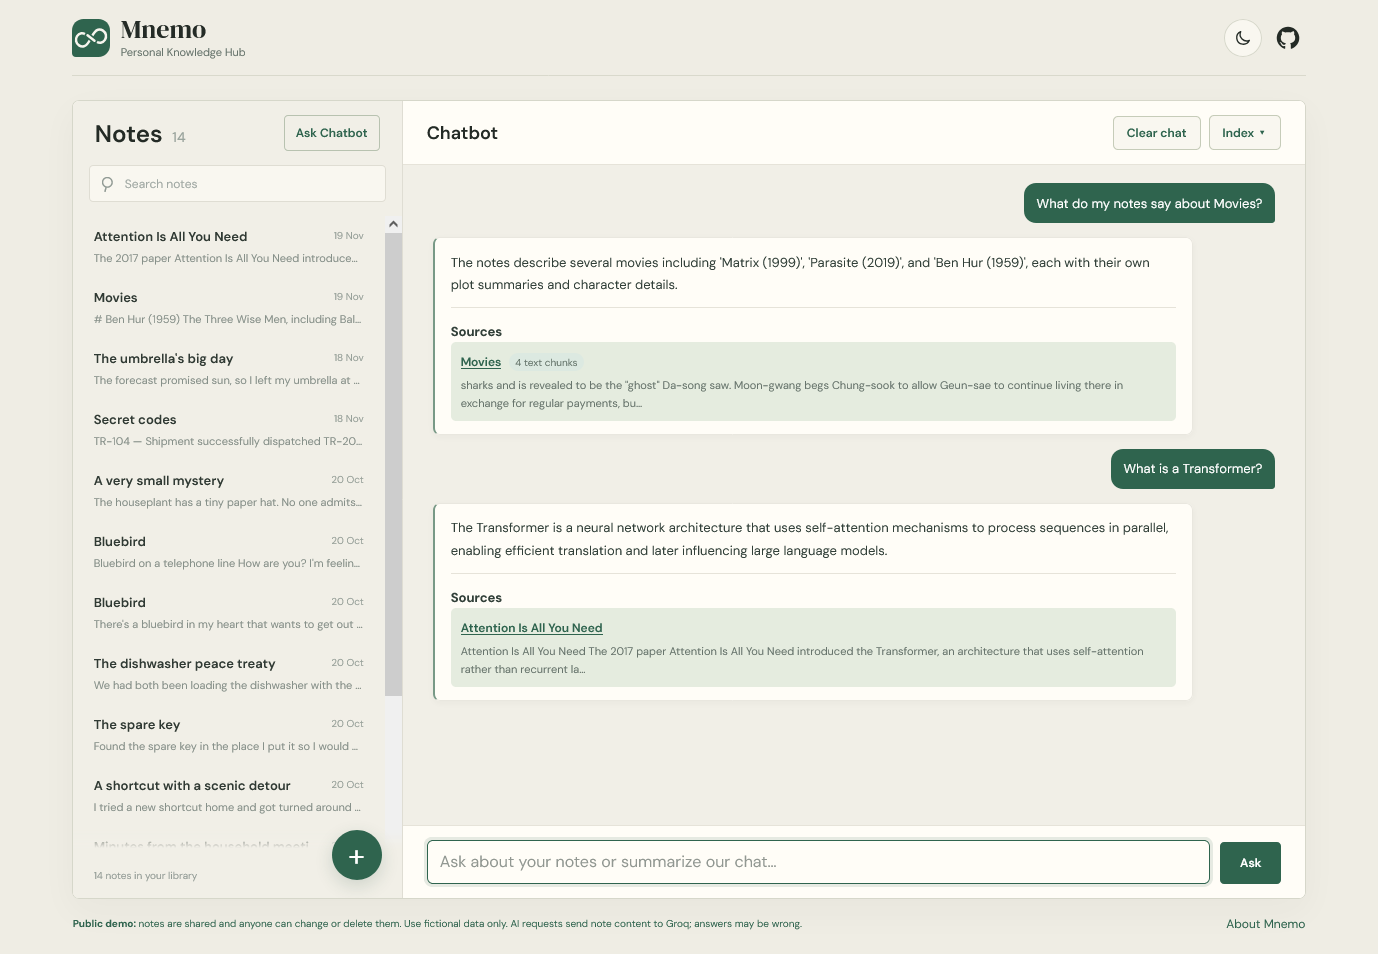 Mnemo
Personal Knowledge Hub
Notes 14
Ask Chatbot
Search notes
Attention Is All You Need 19 Nov
The 2017 paper Attention Is All You Need introduce...
Movies 19 Nov
# Ben Hur (1959) The Three Wise Men, including Bal...
The umbrella's big day 18 Nov
The forecast promised sun, so I left my umbrella at ...
Secret codes 18 Nov
TR-104 — Shipment successfully dispatched TR-20...
A very small mystery 20 Oct
The houseplant has a tiny paper hat. No one admits...
Bluebird 20 Oct
Bluebird on a telephone line How are you? I'm feelin...
Bluebird 20 Oct
There's a bluebird in my heart that wants to get out ...
The dishwasher peace treaty 20 Oct
We had both been loading the dishwasher with the ...
The spare key 20 Oct
Found the spare key in the place I put it so I would ...
A shortcut with a scenic detour 20 Oct
I tried a new shortcut home and got turned around ...
Minutes from the household meeti
14 notes in your library
Chatbot
Clear chat
Index
What do my notes say about Movies?
The notes describe several movies including 'Matrix (1999)', 'Parasite (2019)', and 'Ben Hur (1959)', each with their own
plot summaries and character details.
Sources
Movies 4 text chunks
sharks and is revealed to be the "ghost" Da-song saw. Moon-gwang begs Chung-sook to allow Geun-sae to continue living there in
exchange for regular payments, bu...
What is a Transformer?
The Transformer is a neural network architecture that uses self-attention mechanisms to process sequences in parallel,
enabling efficient translation and later influencing large language models.
Sources
Attention Is All You Need
Attention Is All You Need The 2017 paper Attention Is All You Need introduced the Transformer, an architecture that uses self-attention
rather than recurrent la...
Ask about your notes or summarize our chat...
Ask
Public demo: notes are shared and anyone can change or delete them. Use fictional data only. AI requests send note content to Groq; answers may be wrong.
About Mnemo